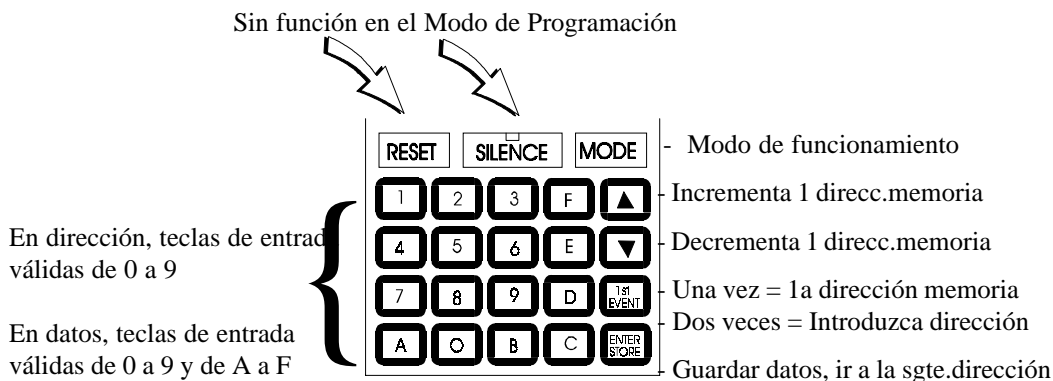 Sin función en el Modo de Programación
RESET SILENCE MODE - Modo de funcionamiento
1 2 3 F ▲ - Incrementa 1 direcc.memoria
En dirección, teclas de entrad
4 5 6 E ▼ - Decrementa 1 direcc.memoria
válidas de 0 a 9
7 8 9 D 1st EVENT - Una vez = 1a dirección memoria
- Dos veces = Introduzca dirección
En datos, teclas de entrada
A O B C ENTER STORE
válidas de 0 a 9 y de A a F
- Guardar datos, ir a la sgte.dirección